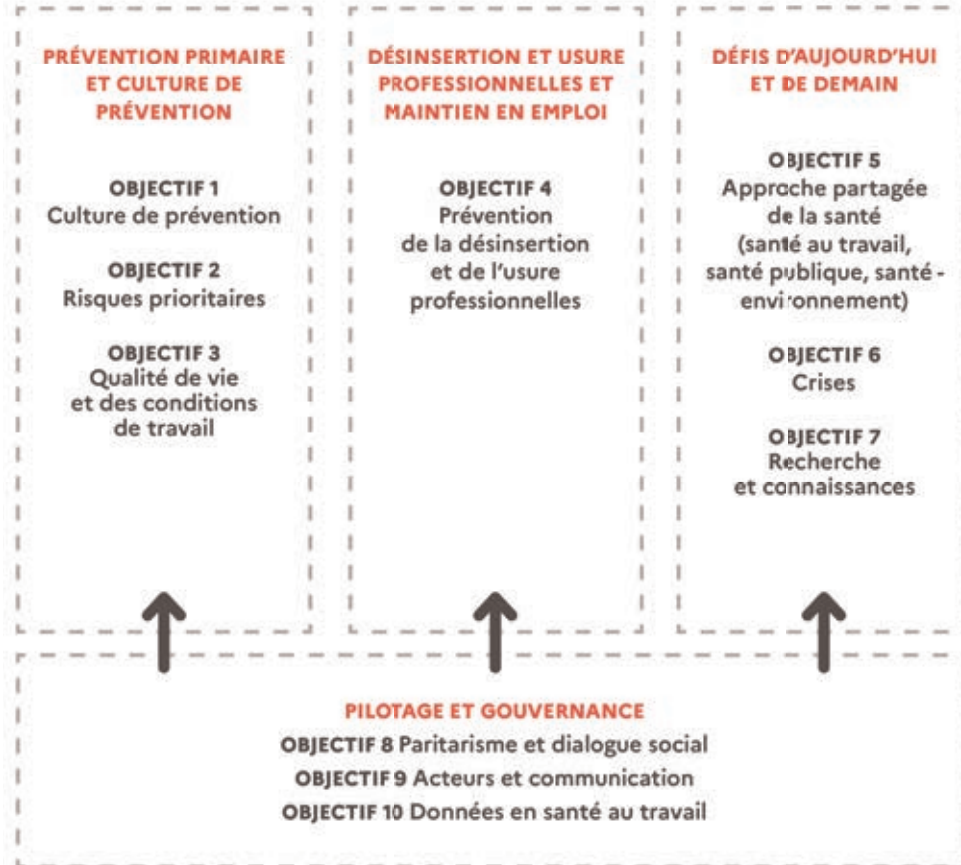 PRÉVENTION PRIMAIRE
ET CULTURE DE
PRÉVENTION
OBJECTIF 1
Culture de prévention
OBJECTIF 2
Risques prioritaires
OBJECTIF 3
Qualité de vie
et des conditions
de travail
DÉSINSERTION ET USURE
PROFESSIONNELLES ET
MAINTIEN EN EMPLOI
OBJECTIF 4
Prévention
de la désinsertion
et de l'usure
professionnelles
DÉFIS D'AUJOURD'HUI
ET DE DEMAIN
OBJECTIF 5
Approche partagée
de la santé
(santé au travail,
santé publique, santé -
environnement)
OBJECTIF 6
Crises
OBJECTIF 7
Recherche
et connaissances
PILOTAGE ET GOUVERNANCE
OBJECTIF 8 Paritarisme et dialogue social
OBJECTIF 9 Acteurs et communication
OBJECTIF 10 Données en santé au travail